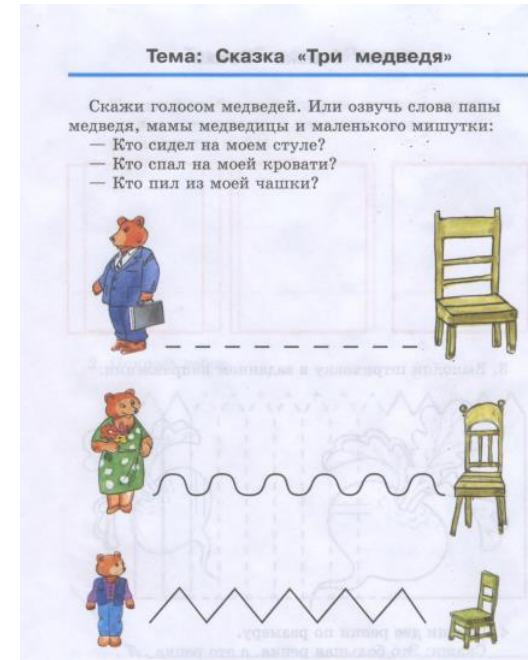 Тема: Сказка «Три медведя»
Скажи голосом медведей. Или озвучь слова папы
медведя, мамы медведицы и маленького мишутки:
— Кто сидел на моем стуле?
— Кто спал на моей кровати?
— Кто пил из моей чашки?